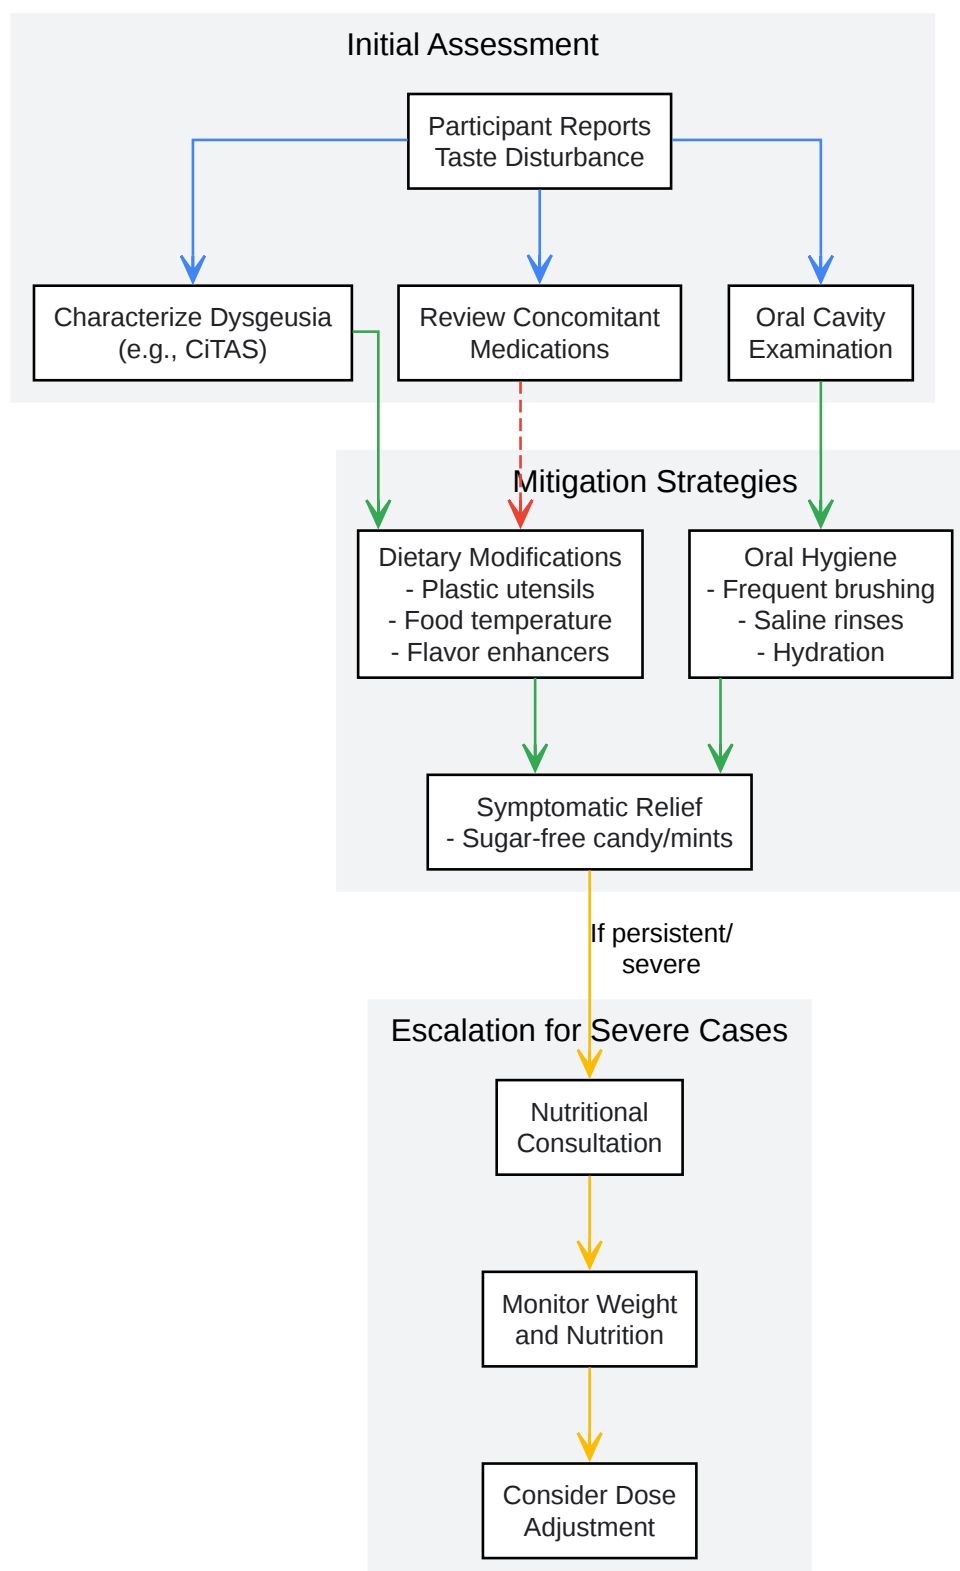 Initial Assessment
Participant Reports
Taste Disturbance
Characterize Dysgeusia
(e.g., CiTAS)
Review Concomitant
Medications
Oral Cavity
Examination
Mitigation Strategies
Dietary Modifications
- Plastic utensils
- Food temperature
- Flavor enhancers
Oral Hygiene
- Frequent brushing
- Saline rinses
- Hydration
Symptomatic Relief
- Sugar-free candy/mints
If persistent/
severe
Escalation for Severe Cases
Nutritional
Consultation
Monitor Weight
and Nutrition
Consider Dose
Adjustment